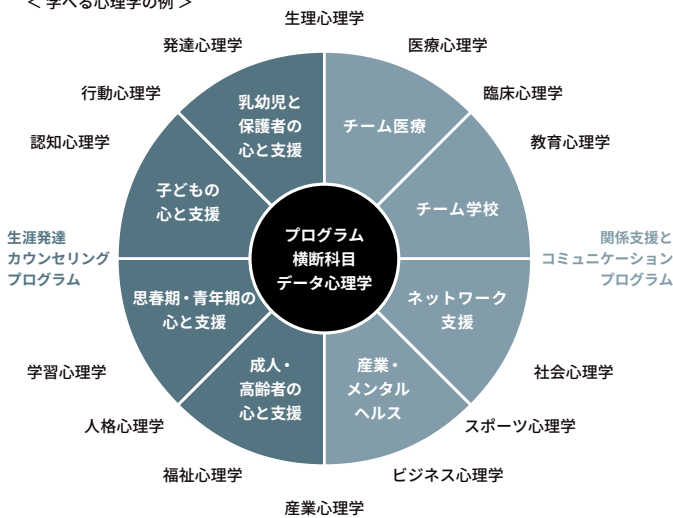 ＜ 学べる心理学の例 ＞
生理心理学
発達心理学
医療心理学
行動心理学
臨床心理学
認知心理学
教育心理学
乳幼児と
保護者の
心と支援
チーム医療
子どもの
心と支援
チーム学校
生涯発達
カウンセリング
プログラム
プログラム
横断科目
データ心理学
関係支援と
コミュニケーション
プログラム
思春期・青年期の
心と支援
ネットワーク
支援
成人・
高齢者の
心と支援
産業・
メンタル
ヘルス
学習心理学
社会心理学
人格心理学
スポーツ心理学
福祉心理学
ビジネス心理学
産業心理学